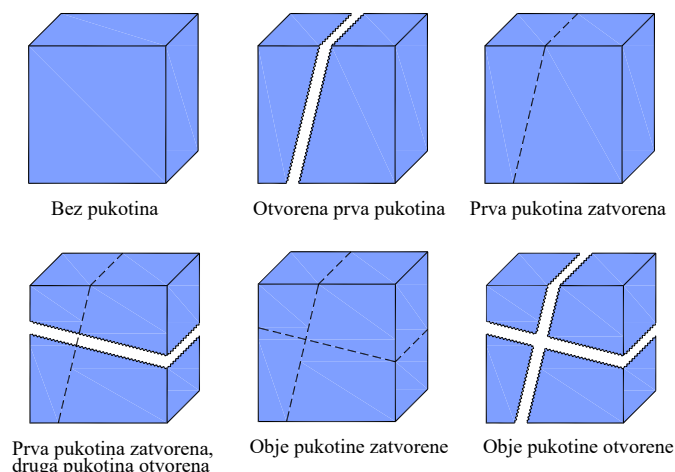 Bez pukotina
Otvorena prva pukotina
Prva pukotina zatvorena
Prva pukotina zatvorena,
druga pukotina otvorena
Obje pukotine zatvorene
Obje pukotine otvorene